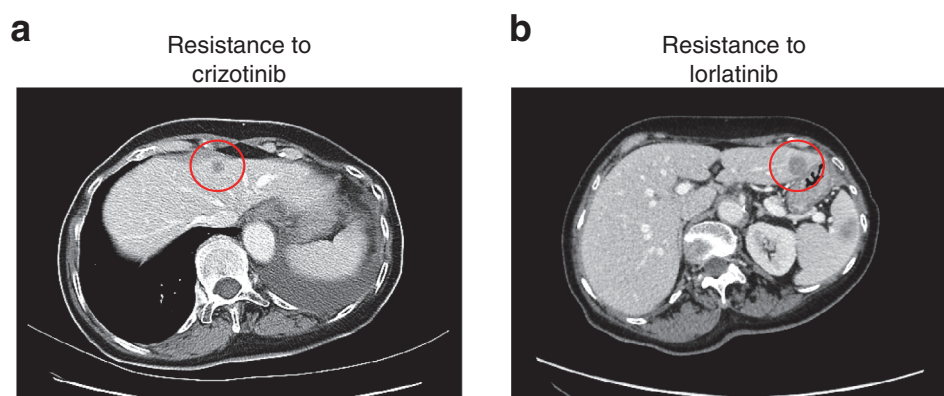 a
Resistance to
crizotinib
b
Resistance to
lorlatinib